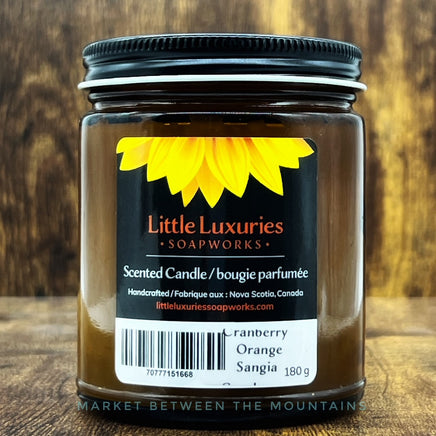 Little Luxuries
• SOAPWORKS •
Scented Candle / bougie parfumée
Handcrafted / Fabrique aux : Nova Scotia, Canada
littleluxuriessoapworks.com
Cranberry
Orange
Sangia
180 g
70777151668
MARKET BETWEEN THE MOUNTAINS